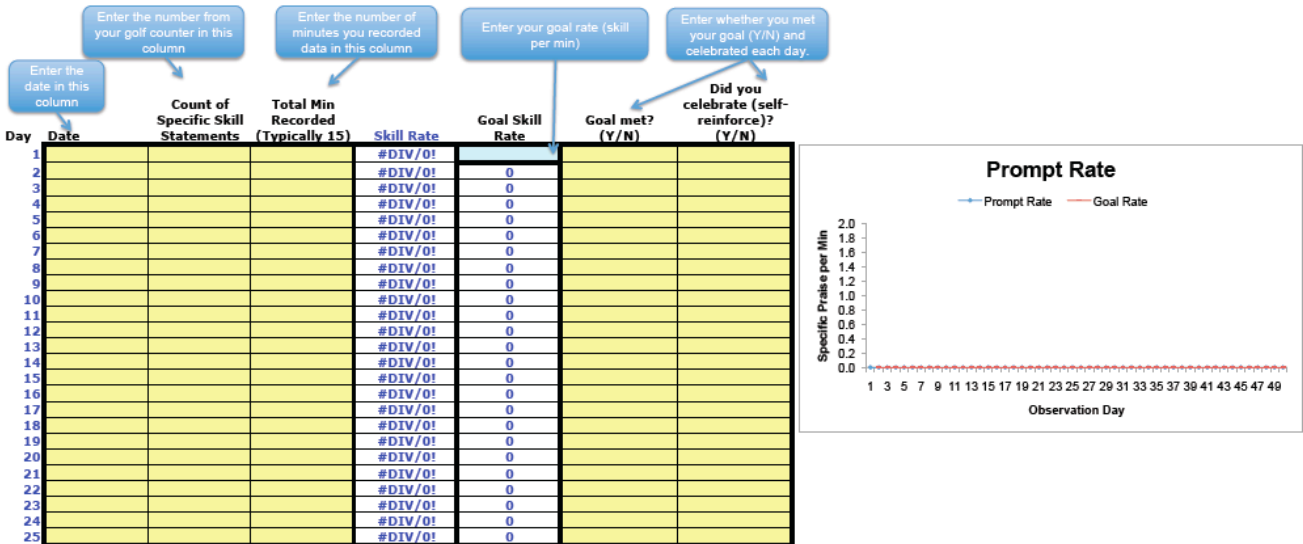 Enter the number from
your golf counter in this
column
Enter the number of
minutes you recorded
data in this column
Enter your goal rate (skill
per min)
Enter whether you met
your goal (Y/N) and
celebrated each day.
Enter the
date in this
column
Day
Date
Count of
Specific Skill
Statements
Total Min
Recorded
(Typically 15)
Skill Rate
Goal Skill
Rate
Goal met?
(Y/N)
Did you
celebrate (self-
reinforce)?
(Y/N)
1 #DIV/0!
2 #DIV/0! 0
3 #DIV/0! 0
4 #DIV/0! 0
5 #DIV/0! 0
6 #DIV/0! 0
7 #DIV/0! 0
8 #DIV/0! 0
9 #DIV/0! 0
10 #DIV/0! 0
11 #DIV/0! 0
12 #DIV/0! 0
13 #DIV/0! 0
14 #DIV/0! 0
15 #DIV/0! 0
16 #DIV/0! 0
17 #DIV/0! 0
18 #DIV/0! 0
19 #DIV/0! 0
20 #DIV/0! 0
21 #DIV/0! 0
22 #DIV/0! 0
23 #DIV/0! 0
24 #DIV/0! 0
25 #DIV/0! 0
Prompt Rate
Prompt Rate Goal Rate
Specific Praise per Min
2.0
1.8
1.6
1.4
1.2
1.0
0.8
0.6
0.4
0.2
0.0
1 3 5 7 9 11 13 15 17 19 21 23 25 27 29 31 33 35 37 39 41 43 45 47 49
Observation Day